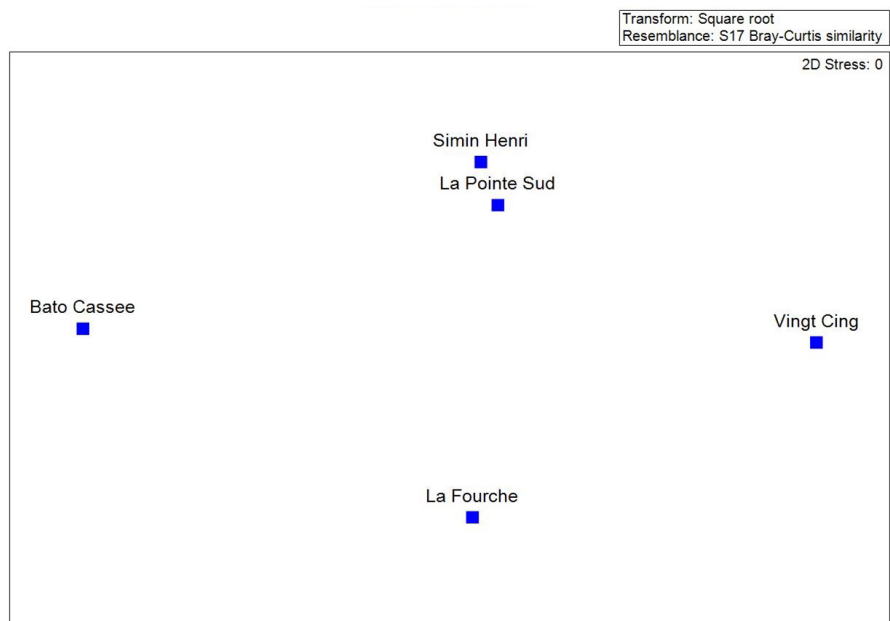 Transform: Square root
Resemblance: S17 Bray-Curtis similarity
2D Stress: 0
Simin Henri
La Pointe Sud
Bato Cassee
Vingt Cing
La Fourche